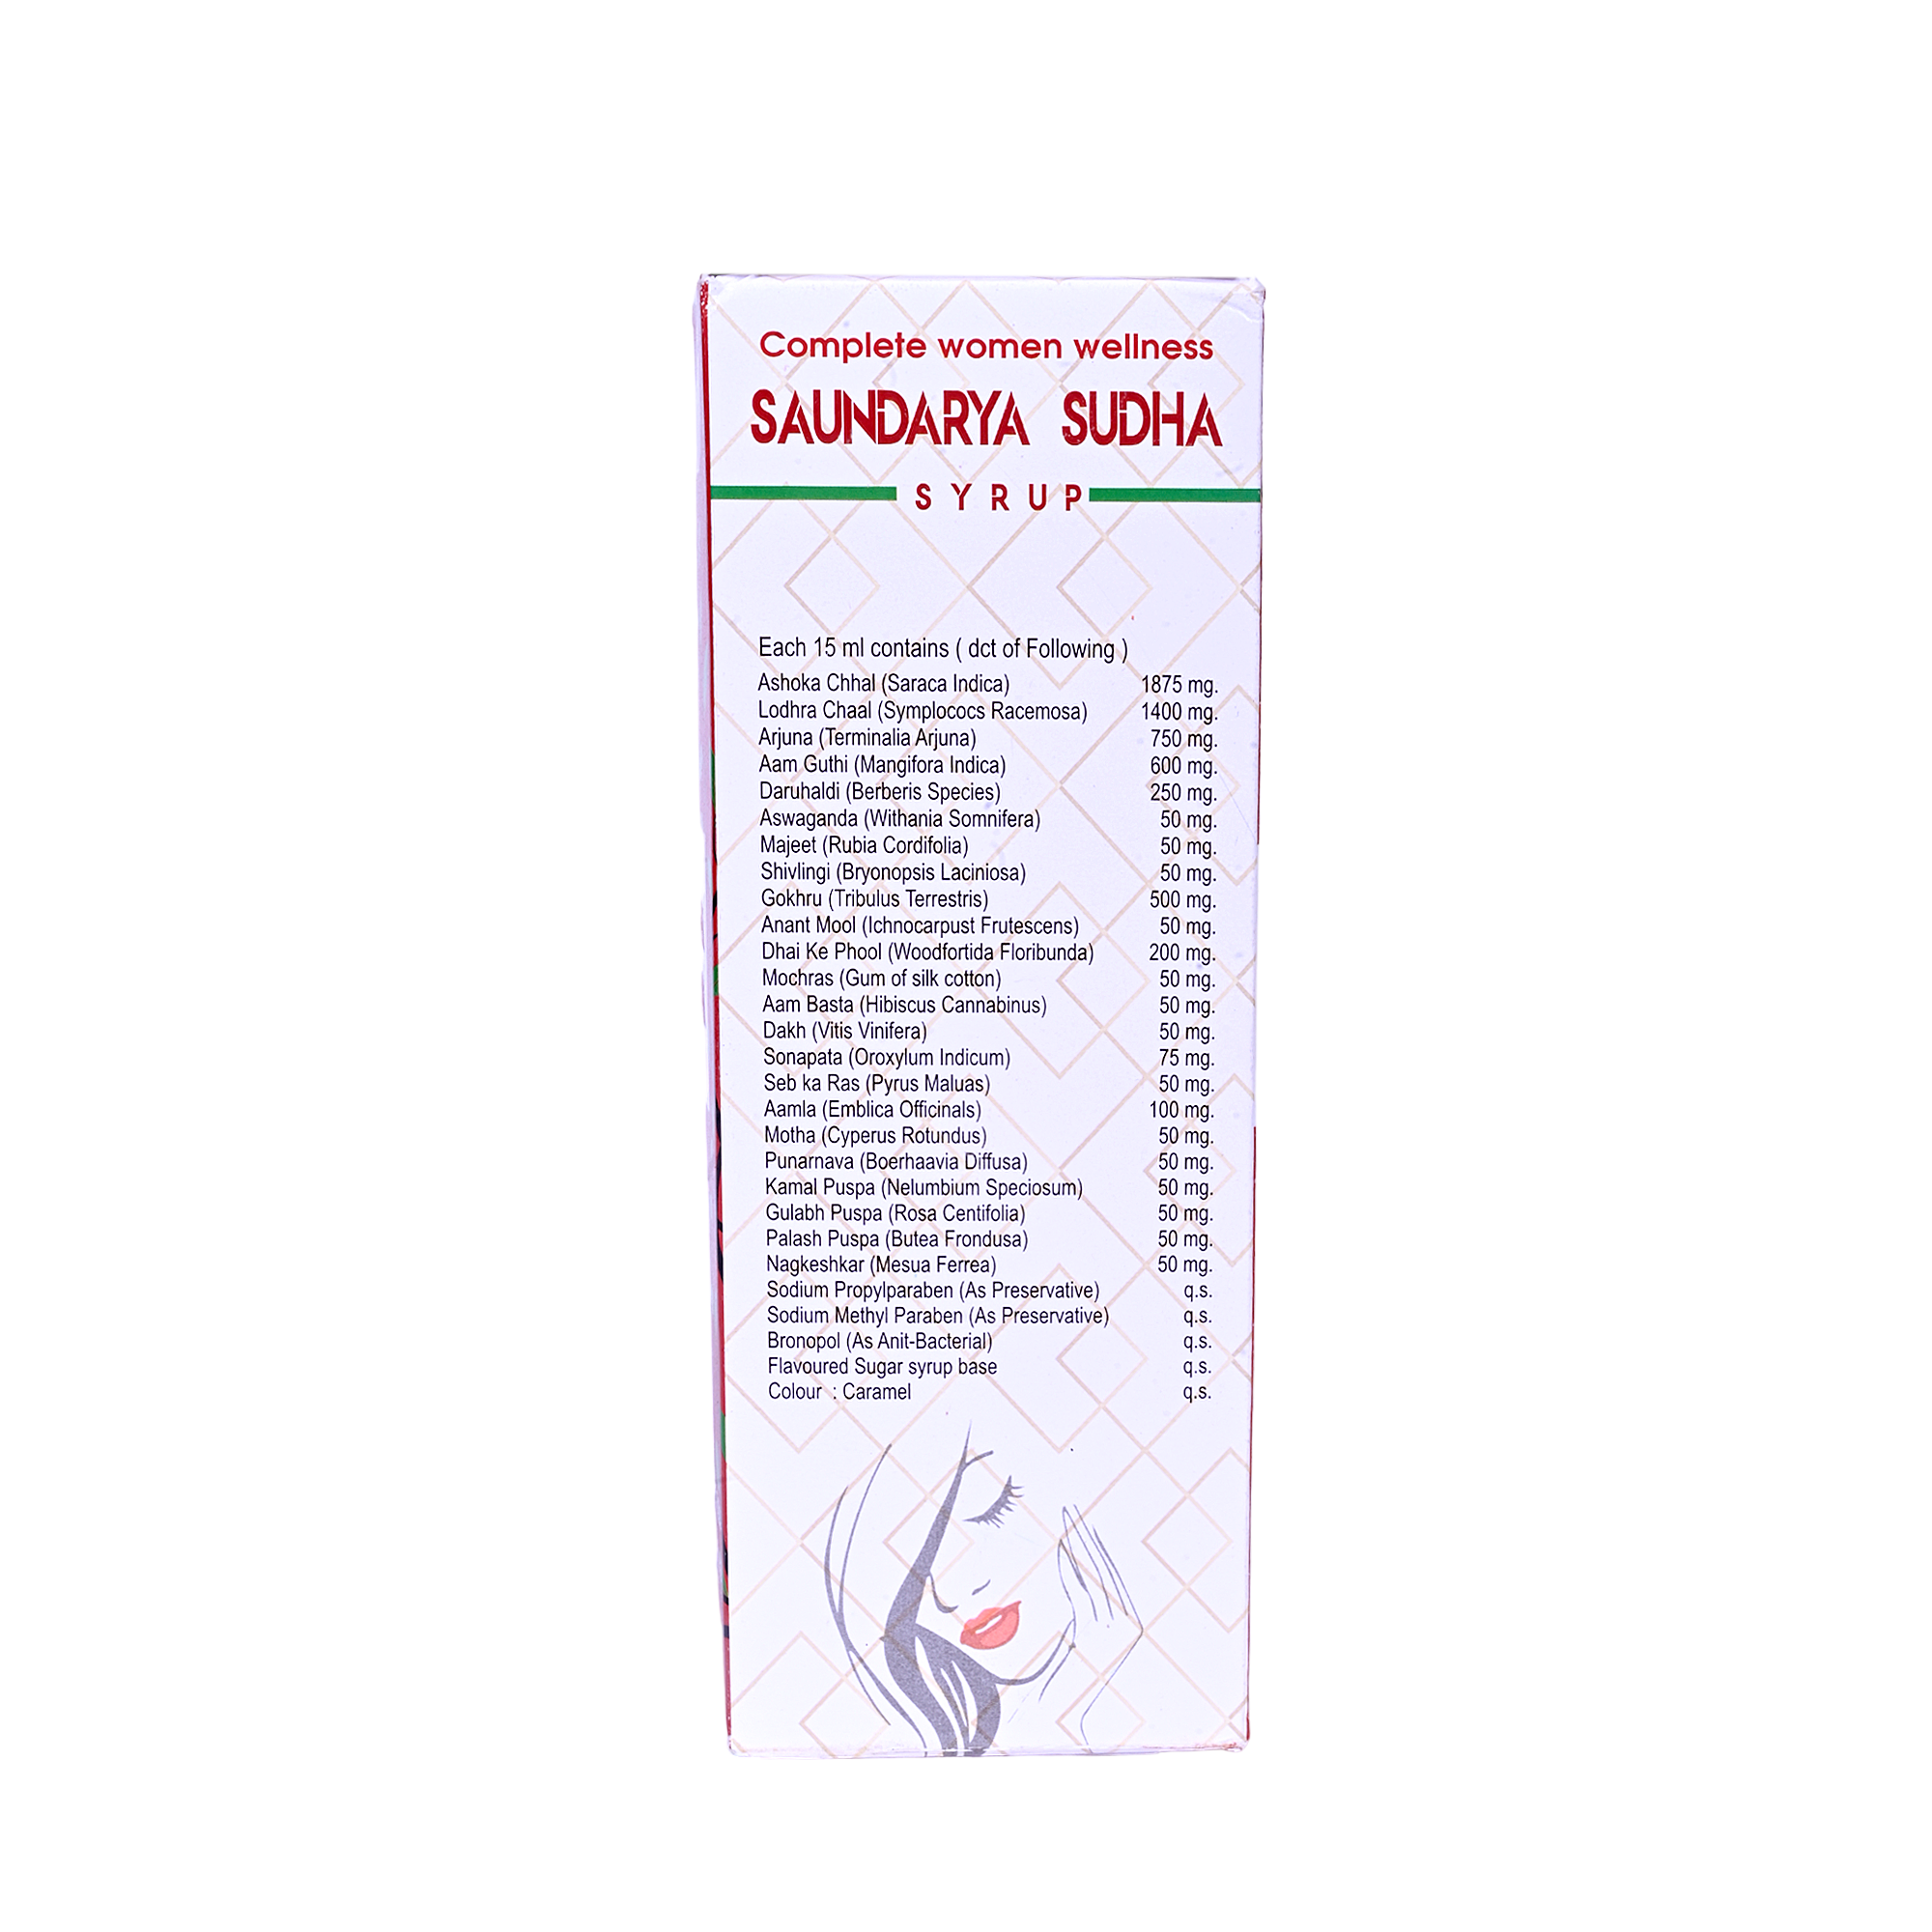 Complete women wellness
SAUNDARYA SUDHA
SYRUP
Each 15 ml contains ( dct of Following )
Ashoka Chhal (Saraca Indica) 1875 mg.
Lodhra Chaal (Symplococs Racemosa) 1400 mg.
Arjuna (Terminalia Arjuna) 750 mg.
Aam Guthi (Mangifora Indica) 600 mg.
Daruhaldi (Berberis Species) 250 mg.
Aswaganda (Withania Somnifera) 50 mg.
Majeet (Rubia Cordifolia) 50 mg.
Shivlingi (Bryonopsis Laciniosa) 50 mg.
Gokhru (Tribulus Terrestris) 500 mg.
Anant Mool (Ichnocarpust Frutescens) 50 mg.
Dhai Ke Phool (Woodfortida Floribunda) 200 mg.
Mochras (Gum of silk cotton) 50 mg.
Aam Basta (Hibiscus Cannabinus) 50 mg.
Dakh (Vitis Vinifera) 50 mg.
Sonapata (Oroxylum Indicum) 75 mg.
Seb ka Ras (Pyrus Maluas) 50 mg.
Aamla (Emblica Officinals) 100 mg.
Motha (Cyperus Rotundus) 50 mg.
Punarnava (Boerhaavia Diffusa) 50 mg.
Kamal Puspa (Nelumbium Speciosum) 50 mg.
Gulabh Puspa (Rosa Centifolia) 50 mg.
Palash Puspa (Butea Frondusa) 50 mg.
Nagkeshkar (Mesua Ferrea) 50 mg.
Sodium Propylparaben (As Preservative) q.s.
Sodium Methyl Paraben (As Preservative) q.s.
Bronopol (As Anit-Bacterial) q.s.
Flavoured Sugar syrup base q.s.
Colour : Caramel q.s.